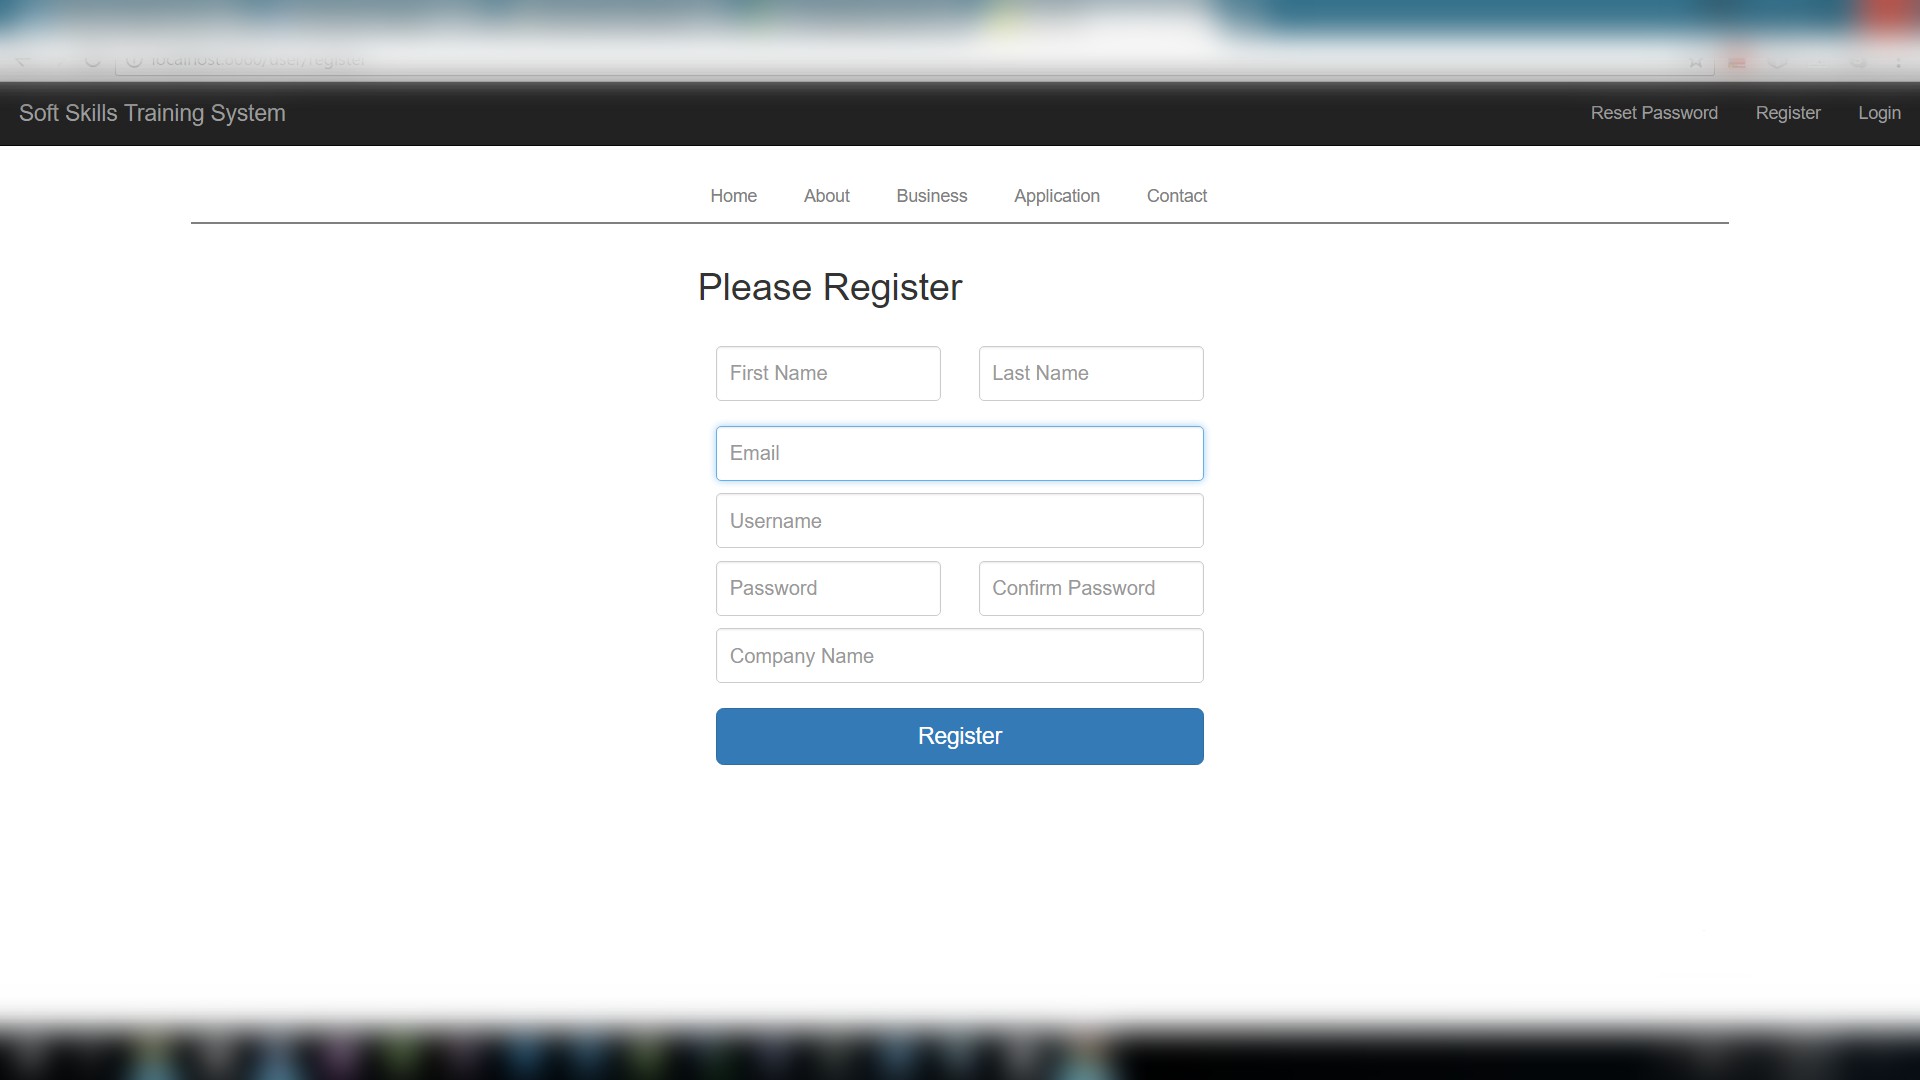 Soft Skills Training System Reset Password Register Login
Home About Business Application Contact
Please Register
First Name Last Name
Email
Username
Password Confirm Password
Company Name
Register